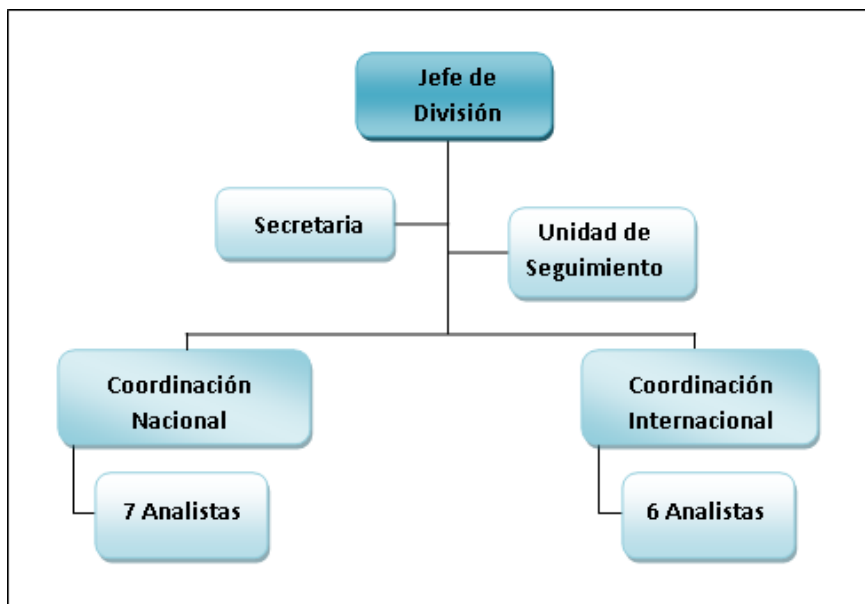 Jefe de
División
Secretaria
Unidad de
Seguimiento
Coordinación
Nacional
Coordinación
Internacional
7 Analistas
6 Analistas